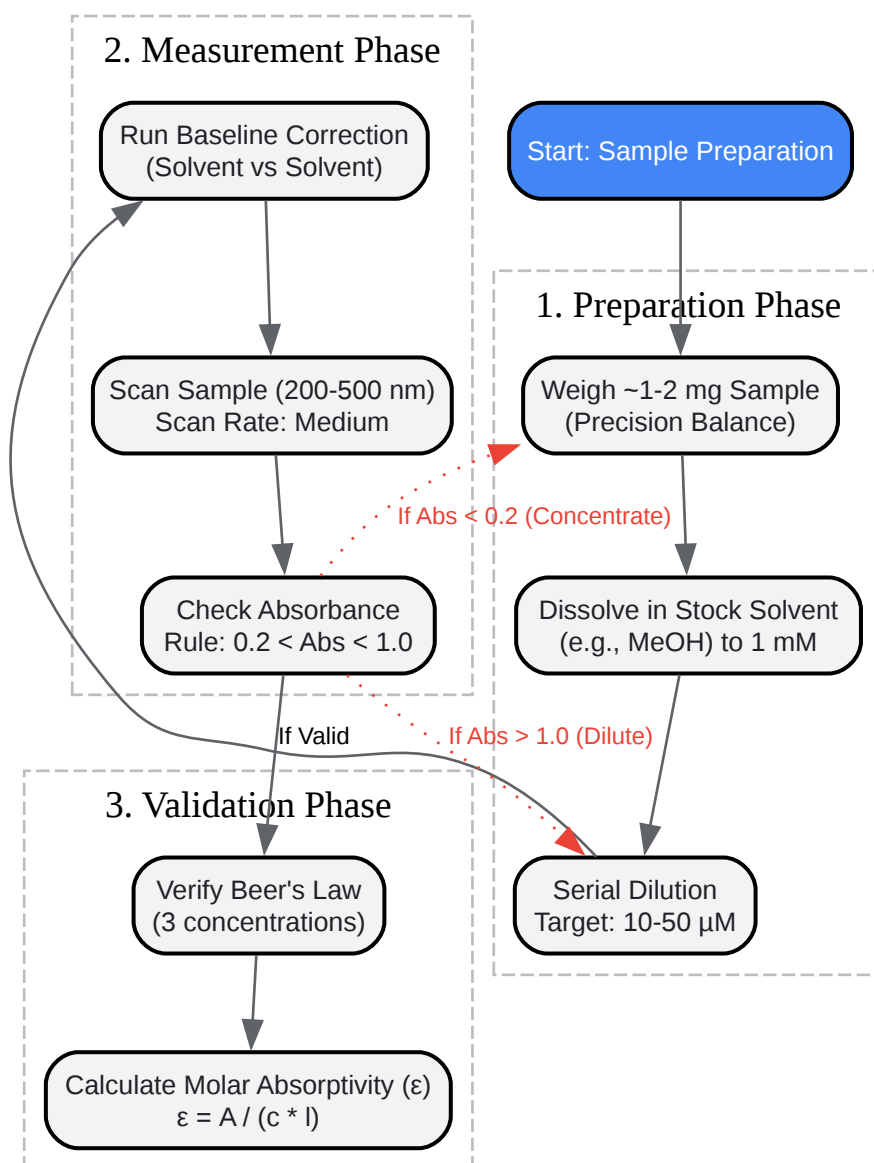 2. Measurement Phase
Run Baseline Correction
(Solvent vs Solvent)
Start: Sample Preparation
1. Preparation Phase
Scan Sample (200-500 nm)
Scan Rate: Medium
Weigh ~1-2 mg Sample
(Precision Balance)
If Abs < 0.2 (Concentrate)
Check Absorbance
Rule: 0.2 < Abs < 1.0
Dissolve in Stock Solvent
(e.g., MeOH) to 1 mM
If Valid
If Abs > 1.0 (Dilute)
3. Validation Phase
Verify Beer's Law
(3 concentrations)
Serial Dilution
Target: 10-50 µM
Calculate Molar Absorptivity (ε)
ε = A / (c * l)